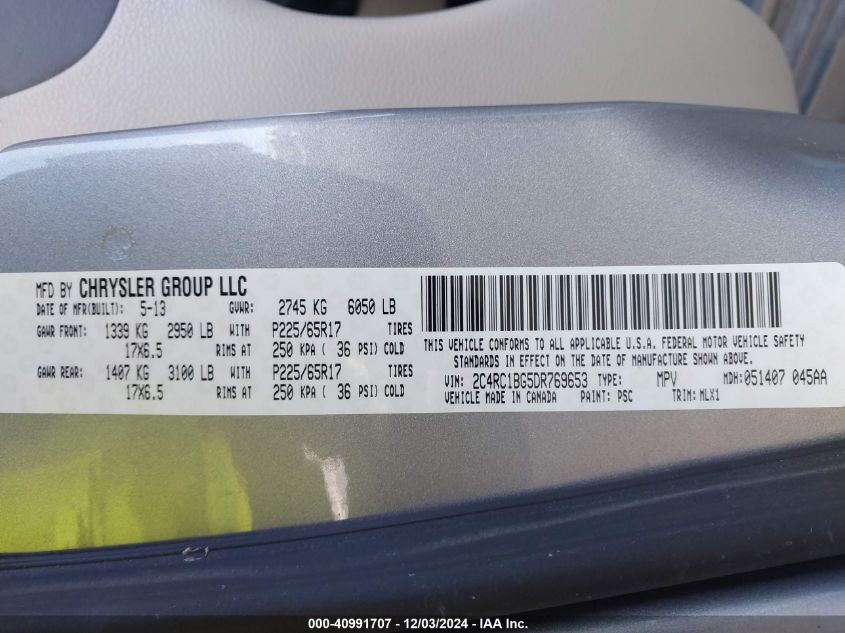 MFD BY CHRYSLER GROUP LLC
DATE OF MFR(BUILT): 5-13 GVWR: 2745 KG 6050 LB
GAWR FRONT: 1339 KG 2950 LB WITH P225/65R17 TIRES
17X6.5 RIMS AT 250 KPA ( 36 PSI) COLD
GAWR REAR: 1407 KG 3100 LB WITH P225/65R17 TIRES
17X6.5 RIMS AT 250 KPA ( 36 PSI) COLD
THIS VEHICLE CONFORMS TO ALL APPLICABLE U.S.A. FEDERAL MOTOR VEHICLE SAFETY
STANDARDS IN EFFECT ON THE DATE OF MANUFACTURE SHOWN ABOVE.
VIN: 2C4RC1BG5DR769653 TYPE: MPV MDH:051407 045AA
VEHICLE MADE IN CANADA PAINT: PSC TRIM: MLX1
000-40991707 - 12/03/2024 - IAA Inc.